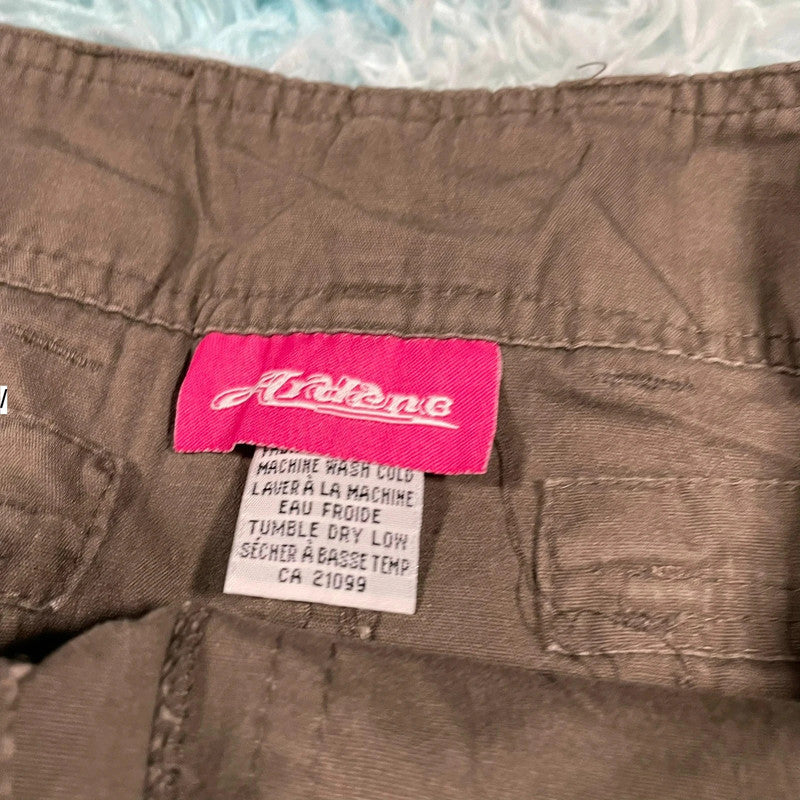 Ardene
MACHINE WASH COLD
LAVER À LA MACHINE
EAU FROIDE
TUMBLE DRY LOW
SÉCHER À BASSE TEMP
CA 21099